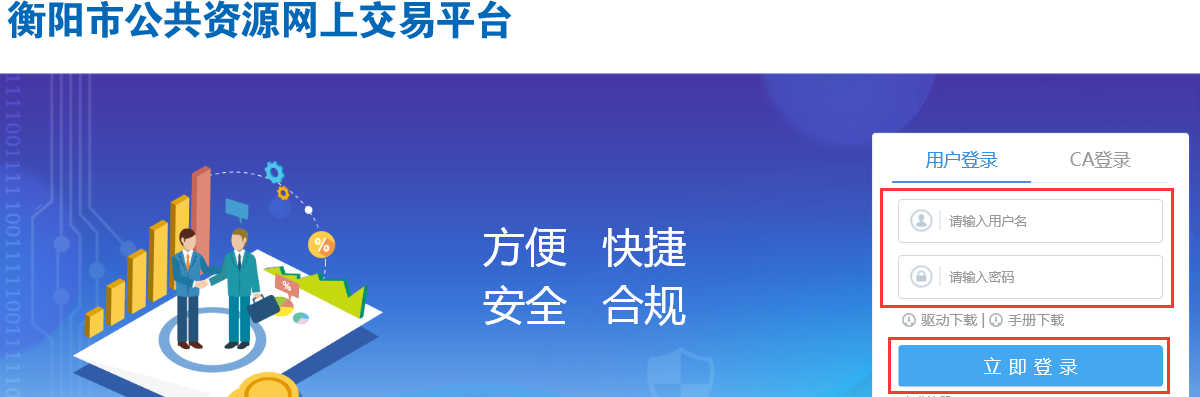 衡阳市公共资源网上交易平台
用户登录 CA登录
请输入用户名
方便 快捷
请输入密码
安全 合规
驱动下载 | 手册下载
立即登录
%
%